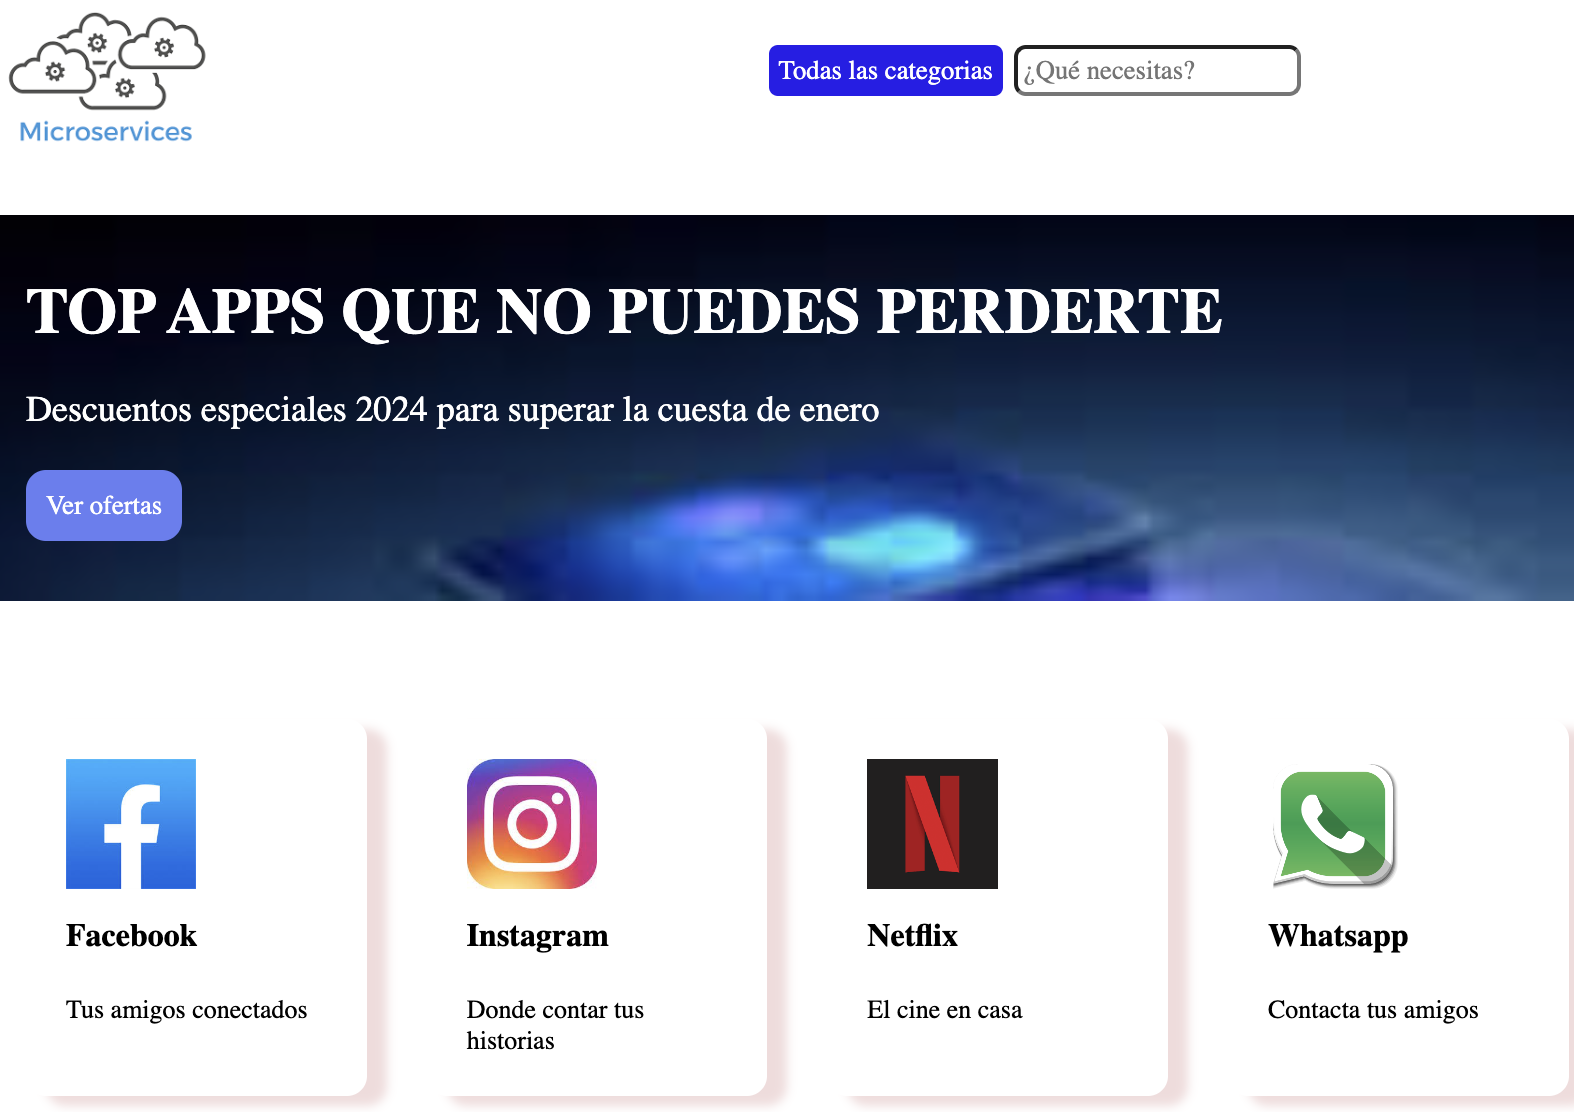 Microservices
Todas las categorias
¿Qué necesitas?
TOP APPS QUE NO PUEDES PERDERTE
Descuentos especiales 2024 para superar la cuesta de enero
Ver ofertas
Facebook
Tus amigos conectados
Instagram
Donde contar tus
historias
Netflix
El cine en casa
Whatsapp
Contacta tus amigos